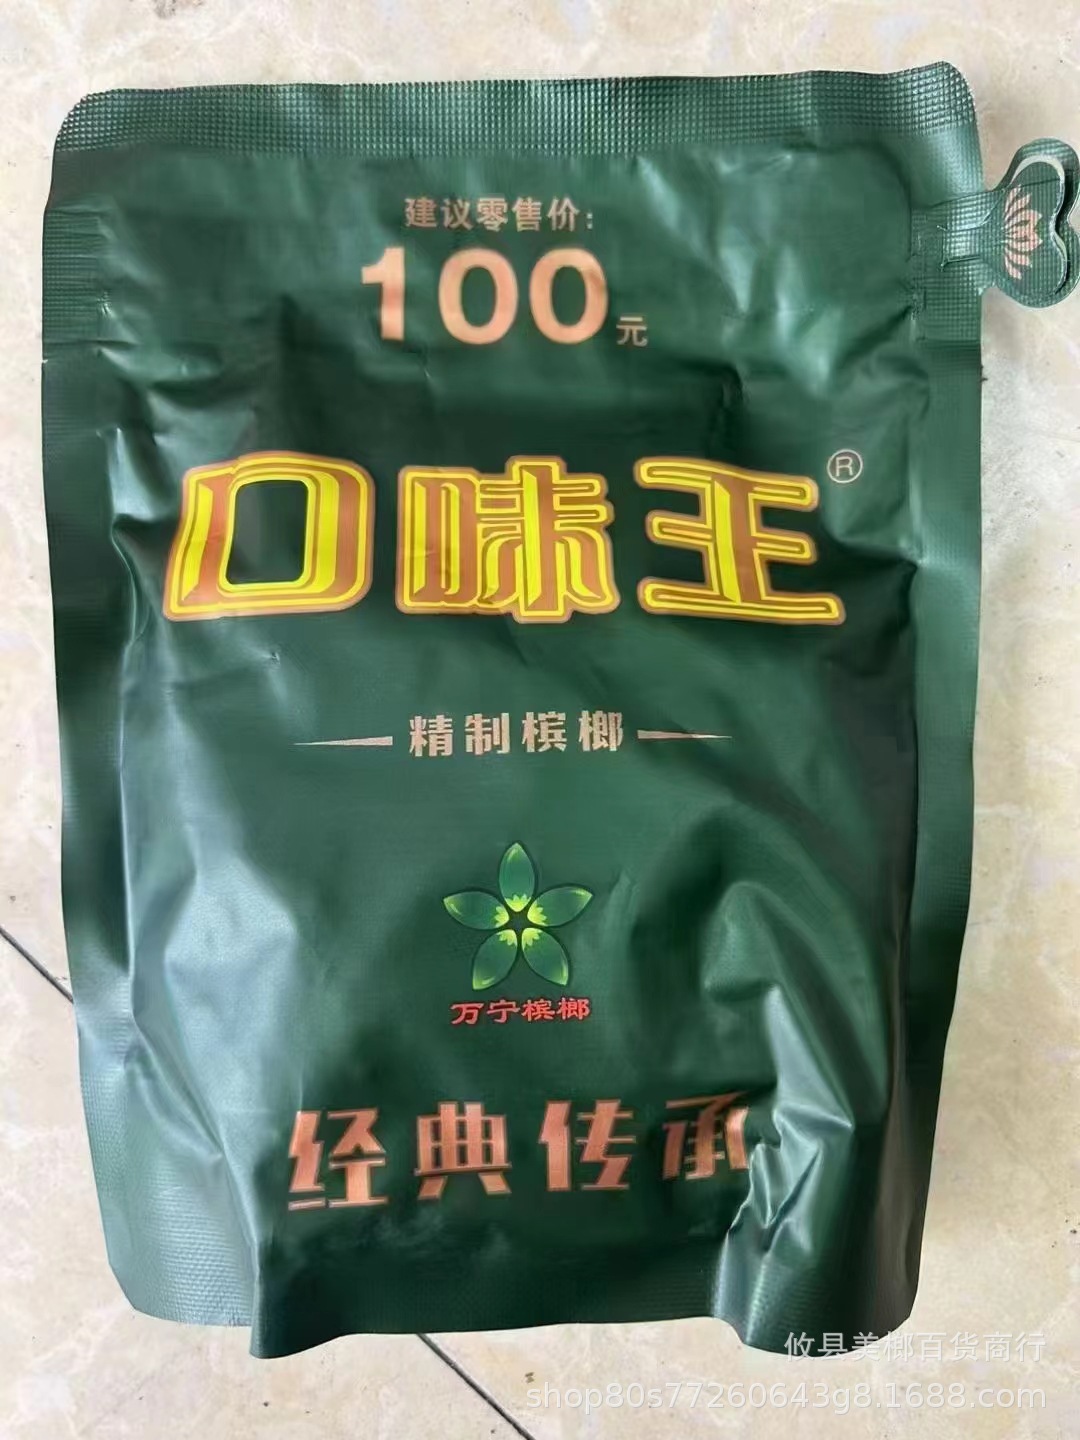 建议零售价:
100元
口味王®
精制槟榔
万宁槟榔
经典传承
攸县美榔百货商行
shop80s77260643g8.1688.com